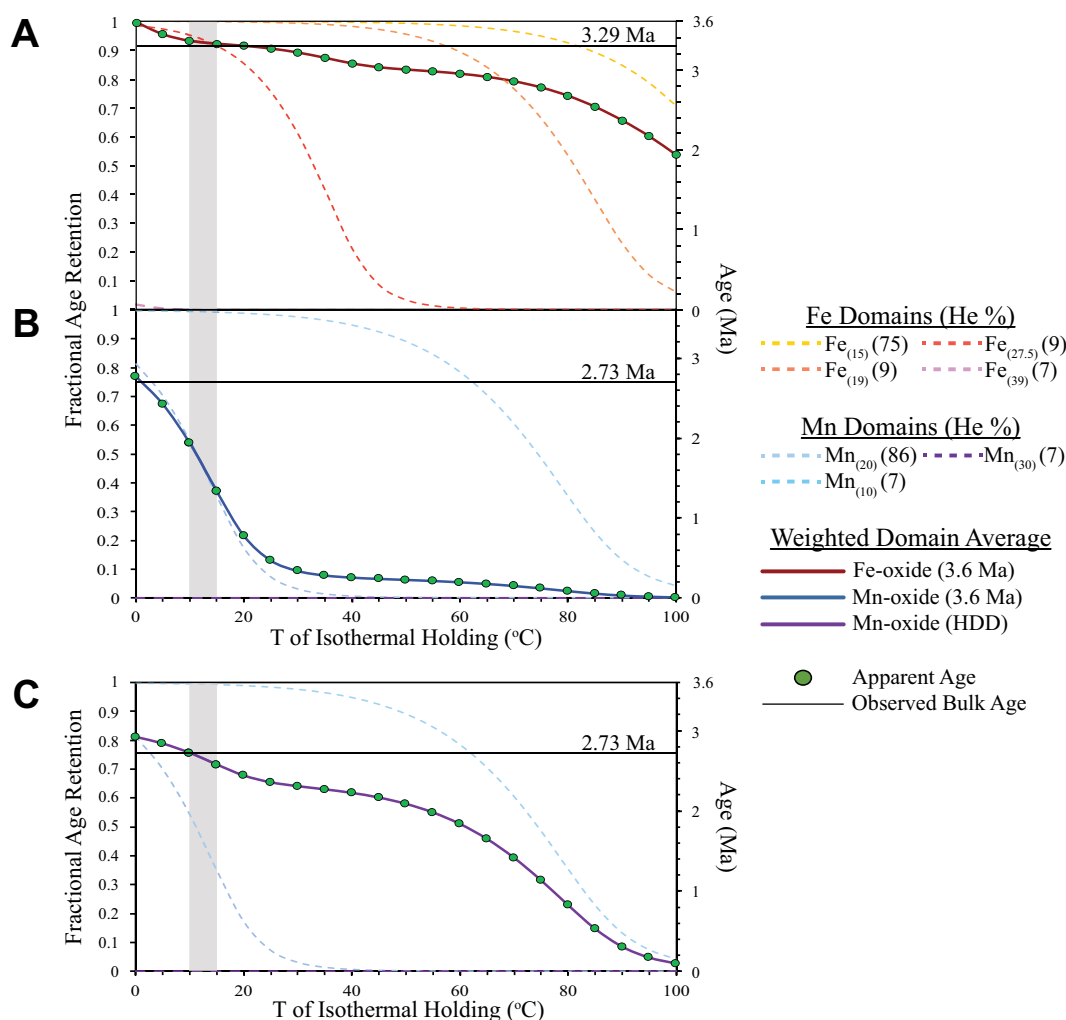 A
1
0.9
0.8
0.7
0.6
0.5
0.4
0.3
0.2
0.1
Fractional Age Retention
3.29 Ma
3.6
3
2
1
0
Age (Ma)
B
1
0.9
0.8
0.7
0.6
0.5
0.4
0.3
0.2
0.1
0
Fractional Age Retention
2.73 Ma
3
2
1
0
0 20 40 60 80 100
T of Isothermal Holding (°C)
C
1
0.9
0.8
0.7
0.6
0.5
0.4
0.3
0.2
0.1
0
Fractional Age Retention
2.73 Ma
3.6
3
2
1
0
Age (Ma)
0 20 40 60 80 100
T of Isothermal Holding (°C)
Fe Domains (He %)
Fe(15) (75) Fe(27.5) (9)
Fe(19) (9) Fe(39) (7)
Mn Domains (He %)
Mn(20) (86) Mn(30) (7)
Mn(10) (7)
Weighted Domain Average
Fe-oxide (3.6 Ma)
Mn-oxide (3.6 Ma)
Mn-oxide (HDD)
Apparent Age
Observed Bulk Age